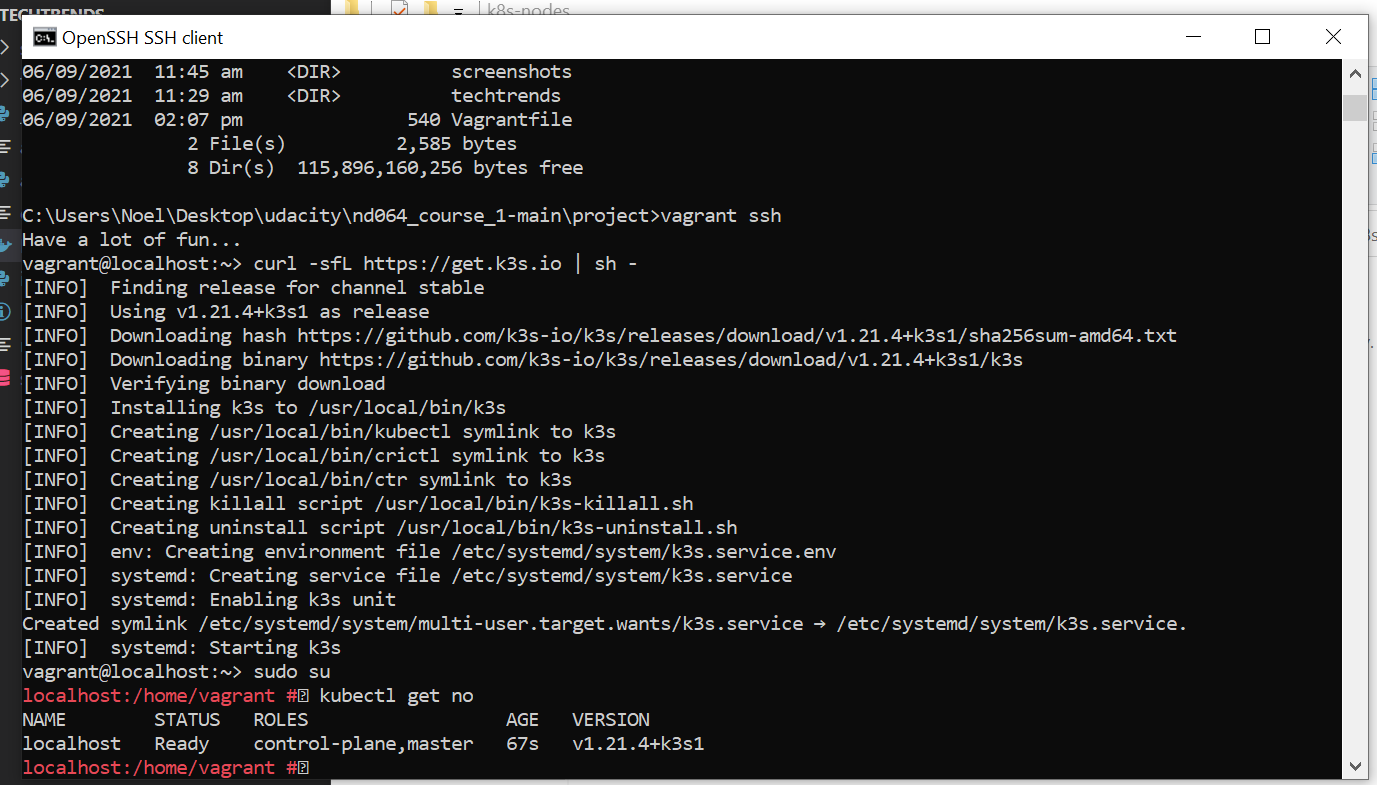 TECHTRENDS
k8s-nodes
OpenSSH SSH client
06/09/2021  11:45 am    <DIR>          screenshots
06/09/2021  11:29 am    <DIR>          techtrends
06/09/2021  02:07 pm               540 Vagrantfile
               2 File(s)          2,585 bytes
               8 Dir(s)  115,896,160,256 bytes free
C:\Users\Noel\Desktop\udacity\nd064_course_1-main\project>vagrant ssh
Have a lot of fun...
vagrant@localhost:~> curl -sfL https://get.k3s.io | sh -
[INFO]  Finding release for channel stable
[INFO]  Using v1.21.4+k3s1 as release
[INFO]  Downloading hash https://github.com/k3s-io/k3s/releases/download/v1.21.4+k3s1/sha256sum-amd64.txt
[INFO]  Downloading binary https://github.com/k3s-io/k3s/releases/download/v1.21.4+k3s1/k3s
[INFO]  Verifying binary download
[INFO]  Installing k3s to /usr/local/bin/k3s
[INFO]  Creating /usr/local/bin/kubectl symlink to k3s
[INFO]  Creating /usr/local/bin/crictl symlink to k3s
[INFO]  Creating /usr/local/bin/ctr symlink to k3s
[INFO]  Creating killall script /usr/local/bin/k3s-killall.sh
[INFO]  Creating uninstall script /usr/local/bin/k3s-uninstall.sh
[INFO]  env: Creating environment file /etc/systemd/system/k3s.service.env
[INFO]  systemd: Creating service file /etc/systemd/system/k3s.service
[INFO]  systemd: Enabling k3s unit
Created symlink /etc/systemd/system/multi-user.target.wants/k3s.service → /etc/systemd/system/k3s.service.
[INFO]  systemd: Starting k3s
vagrant@localhost:~> sudo su
localhost:/home/vagrant # kubectl get no
NAME        STATUS   ROLES                  AGE   VERSION
localhost   Ready    control-plane,master   67s   v1.21.4+k3s1
localhost:/home/vagrant #